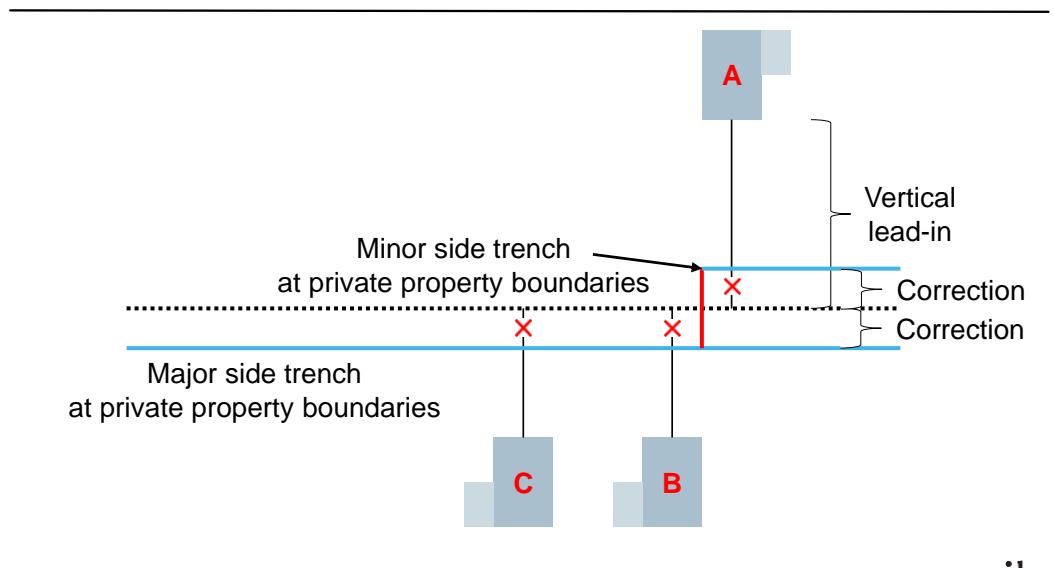 A
Vertical
lead-in
Minor side trench
at private property boundaries
Correction
Correction
Major side trench
at private property boundaries
C
B